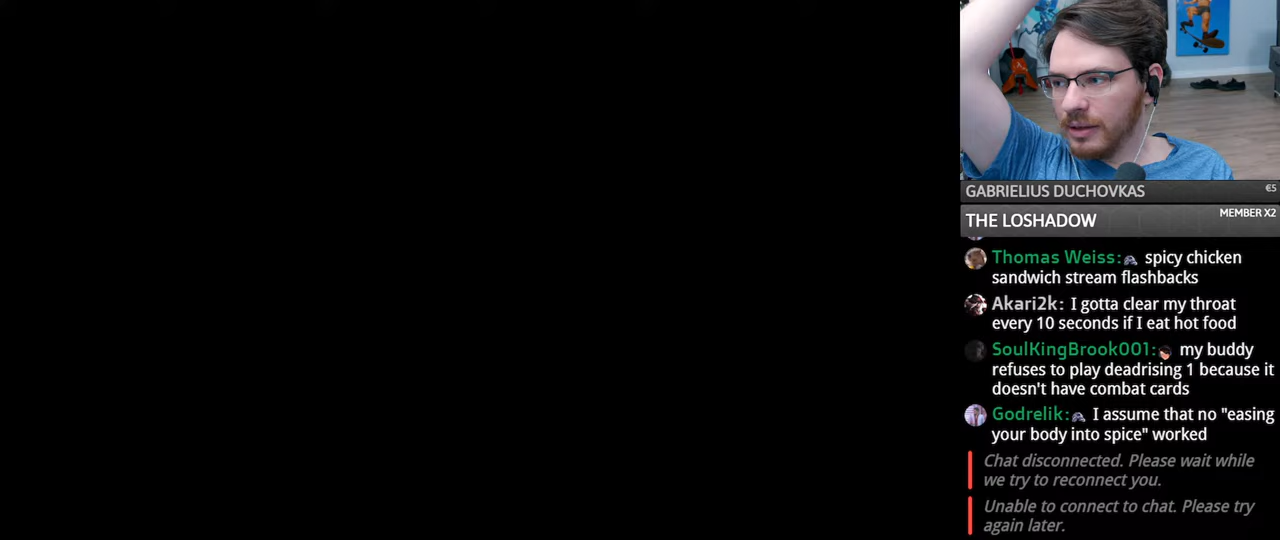 GABRIELIUS DUCHOVKAS €5
THE LOSHADOW MEMBER X2
Thomas Weiss: spicy chicken
sandwich stream flashbacks
Akari2k: I gotta clear my throat
every 10 seconds if I eat hot food
SoulKingBrook001: my buddy
refuses to play deadrising 1 because it
doesn't have combat cards
Godrelik: I assume that no "easing
your body into spice" worked
Chat disconnected. Please wait while
we try to reconnect you.
Unable to connect to chat. Please try
again later.